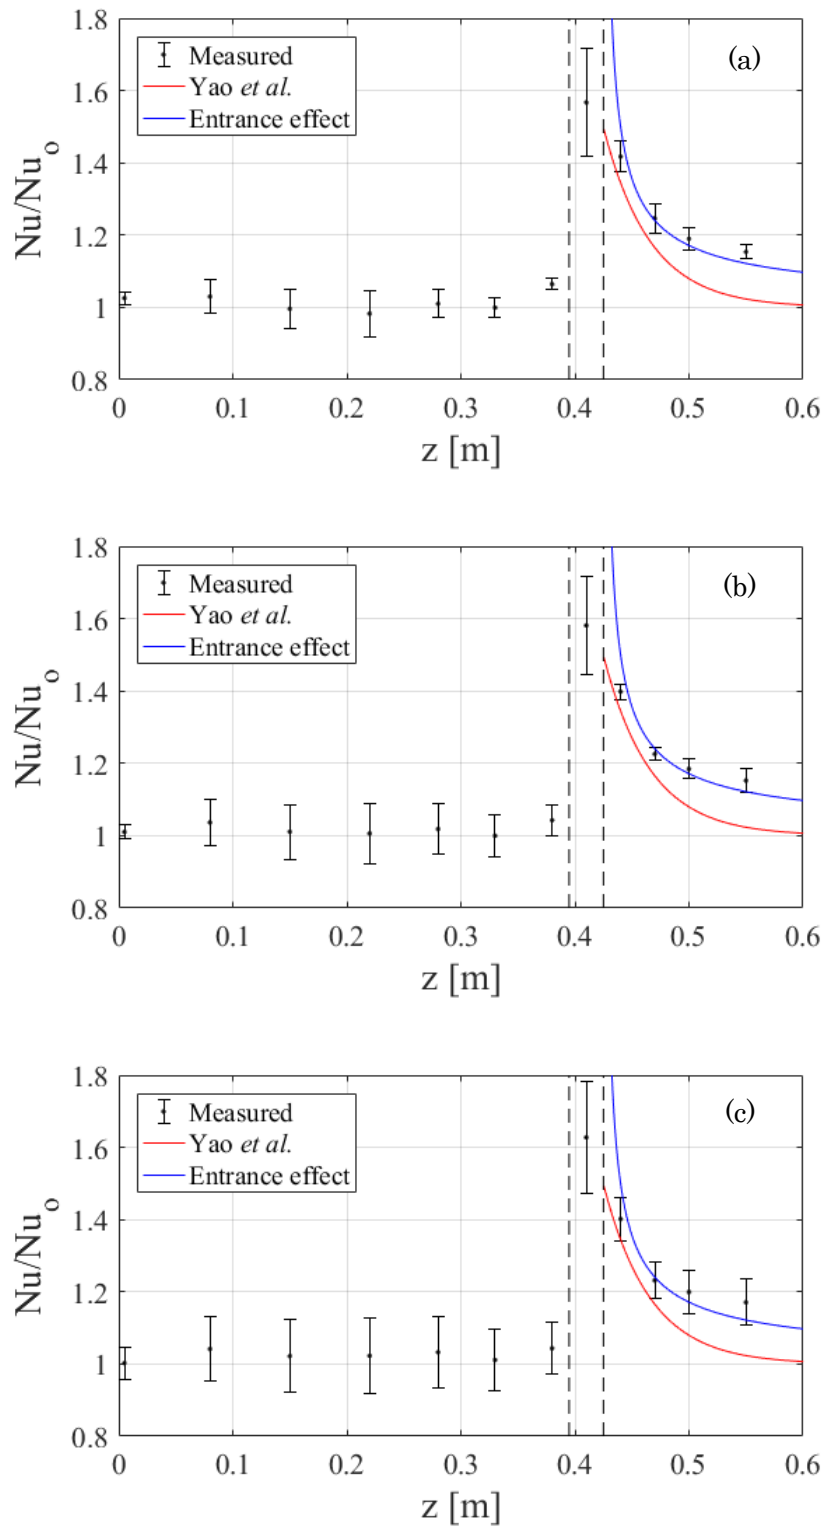 1.8
1.6
1.4
1.2
1
0.8
Nu/Nuo
Measured
Yao et al.
Entrance effect
(a)
0 0.1 0.2 0.3 0.4 0.5 0.6
z [m]
1.8
1.6
1.4
1.2
1
0.8
Nu/Nuo
Measured
Yao et al.
Entrance effect
(b)
0 0.1 0.2 0.3 0.4 0.5 0.6
z [m]
1.8
1.6
1.4
1.2
1
0.8
Nu/Nuo
Measured
Yao et al.
Entrance effect
(c)
0 0.1 0.2 0.3 0.4 0.5 0.6
z [m]